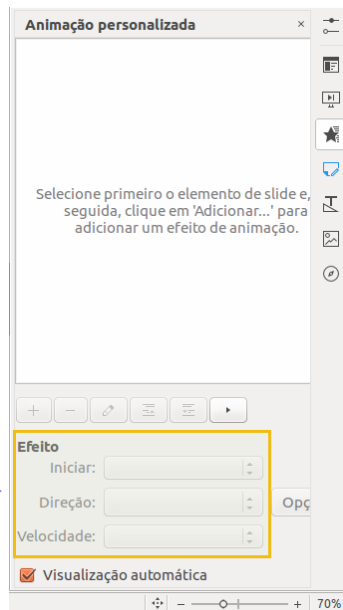 Animação personalizada
Selecione primeiro o elemento de slide e,
seguida, clique em 'Adicionar...' para
adicionar um efeito de animação.
Efeito
Iniciar:
Direção:
Opç
Velocidade:
Visualização automática
70%